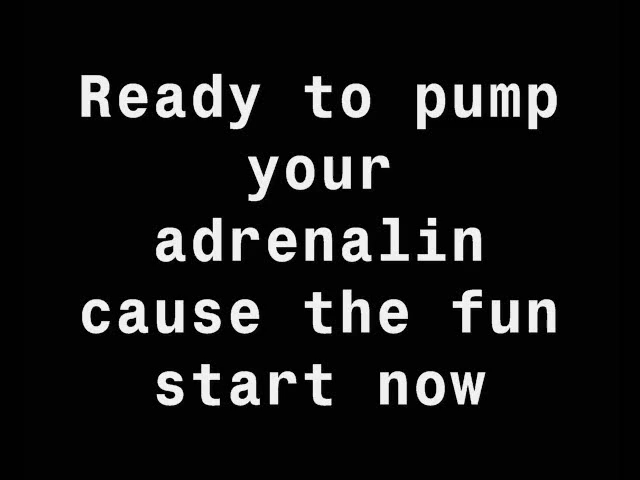 Ready to pump
your
adrenalin
cause the fun
start now